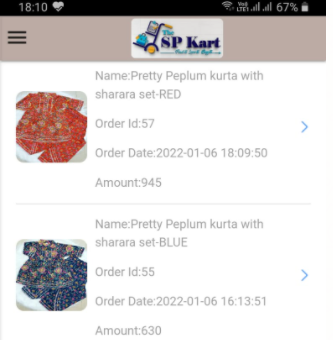 18:10
67%
The
SP Kart
Name:Pretty Peplum kurta with
sharara set-RED
Order Id:57
Order Date:2022-01-06 18:09:50
Amount:945
Name:Pretty Peplum kurta with
sharara set-BLUE
Order Id:55
Order Date:2022-01-06 16:13:51
Amount:630